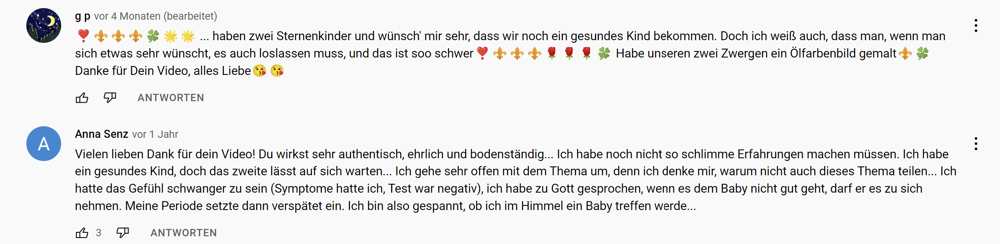 g p vor 4 Monaten (bearbeitet)
❣️⚜️⚜️⚜️🍀🌟🌟 ... haben zwei Sternenkinder und wünsch' mir sehr, dass wir noch ein gesundes Kind bekommen. Doch ich weiß auch, dass man, wenn man
sich etwas sehr wünscht, es auch loslassen muss, und das ist soo schwer❣️⚜️⚜️⚜️🌹🌹🌹🍀 Habe unseren zwei Zwergen ein Ölfarbenbild gemalt⚜️🍀
Danke für Dein Video, alles Liebe😘😘
ANTWORTEN
A
Anna Senz vor 1 Jahr
Vielen lieben Dank für dein Video! Du wirkst sehr authentisch, ehrlich und bodenständig... Ich habe noch nicht so schlimme Erfahrungen machen müssen. Ich habe
ein gesundes Kind, doch das zweite lässt auf sich warten... Ich gehe sehr offen mit dem Thema um, denn ich denke mir, warum nicht auch dieses Thema teilen... Ich
hatte das Gefühl schwanger zu sein (Symptome hatte ich, Test war negativ), ich habe zu Gott gesprochen, wenn es dem Baby nicht gut geht, darf er es zu sich
nehmen. Meine Periode setzte dann verspätet ein. Ich bin also gespannt, ob ich im Himmel ein Baby treffen werde...
3 ANTWORTEN